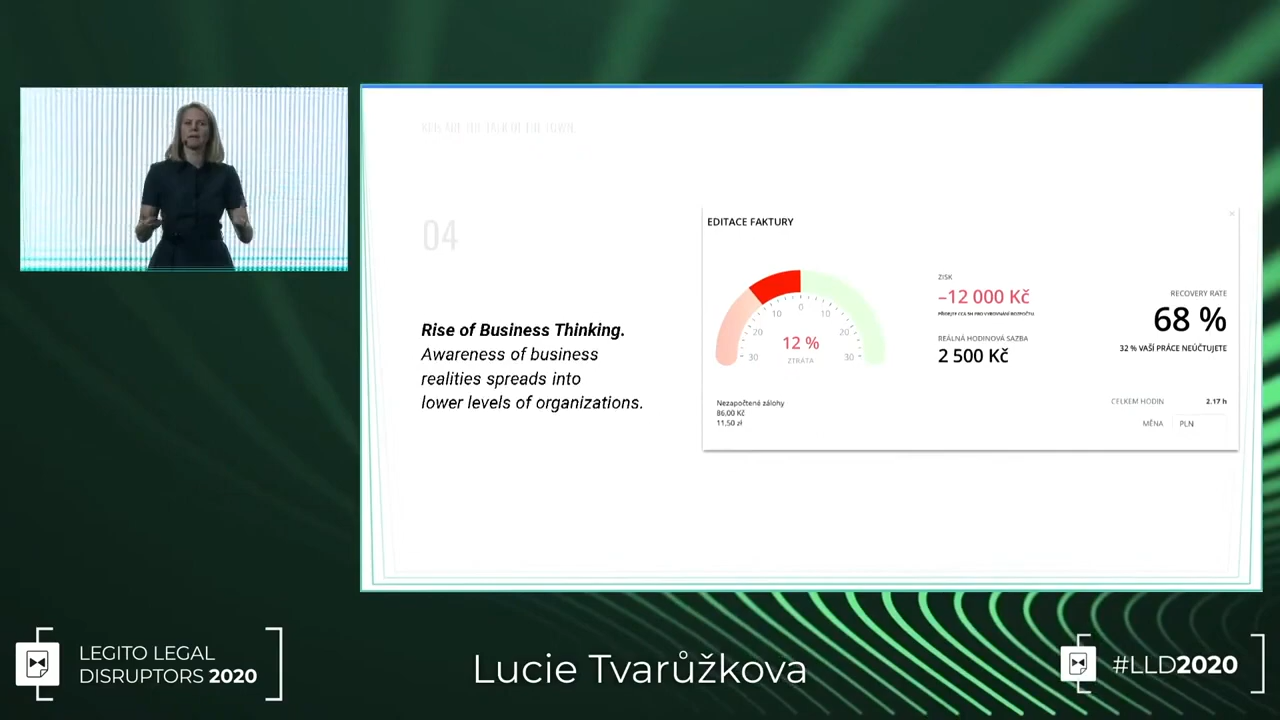 04
Rise of Business Thinking.
Awareness of business
realities spreads into
lower levels of organizations.
EDITACE FAKTURY
×
0
10
10
20
20
30
30
12 %
ZTRÁTA
ZISK
–12 000 Kč
REÁLNÁ HODINOVÁ SAZBA
2 500 Kč
RECOVERY RATE
68 %
32 % VAŠÍ PRÁCE NEÚČTUJETE
Nezapočtené zálohy
86,00 Kč
11,50 zł
CELKEM HODIN 2.17 h
MĚNA PLN
LEGITO LEGAL
DISRUPTORS 2020
Lucie Tvarůžkova
#LLD2020